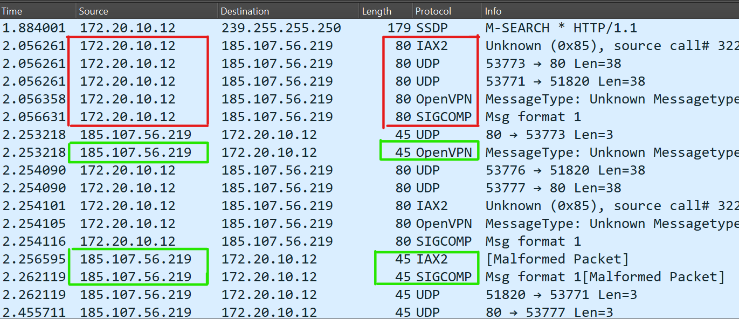 Time Source Destination Length Protocol Info
1.884001 172.20.10.12 239.255.255.250 179 SSDP M-SEARCH * HTTP/1.1
2.056261 172.20.10.12 185.107.56.219 80 IAX2 Unknown (0x85), source call# 322
2.056261 172.20.10.12 185.107.56.219 80 UDP 53773 → 80 Len=38
2.056261 172.20.10.12 185.107.56.219 80 UDP 53771 → 51820 Len=38
2.056358 172.20.10.12 185.107.56.219 80 OpenVPN MessageType: Unknown Messagetype
2.056631 172.20.10.12 185.107.56.219 80 SIGCOMP Msg format 1
2.253218 185.107.56.219 172.20.10.12 45 UDP 80 → 53773 Len=3
2.253218 185.107.56.219 172.20.10.12 45 OpenVPN MessageType: Unknown Messagetype
2.254090 172.20.10.12 185.107.56.219 80 UDP 53776 → 51820 Len=38
2.254090 172.20.10.12 185.107.56.219 80 UDP 53777 → 80 Len=38
2.254101 172.20.10.12 185.107.56.219 80 IAX2 Unknown (0x85), source call# 322
2.254105 172.20.10.12 185.107.56.219 80 OpenVPN MessageType: Unknown Messagetype
2.254116 172.20.10.12 185.107.56.219 80 SIGCOMP Msg format 1
2.256595 185.107.56.219 172.20.10.12 45 IAX2 [Malformed Packet]
2.262119 185.107.56.219 172.20.10.12 45 SIGCOMP Msg format 1[Malformed Packet]
2.262119 185.107.56.219 172.20.10.12 45 UDP 51820 → 53771 Len=3
2.455711 185.107.56.219 172.20.10.12 45 UDP 80 → 53777 Len=3